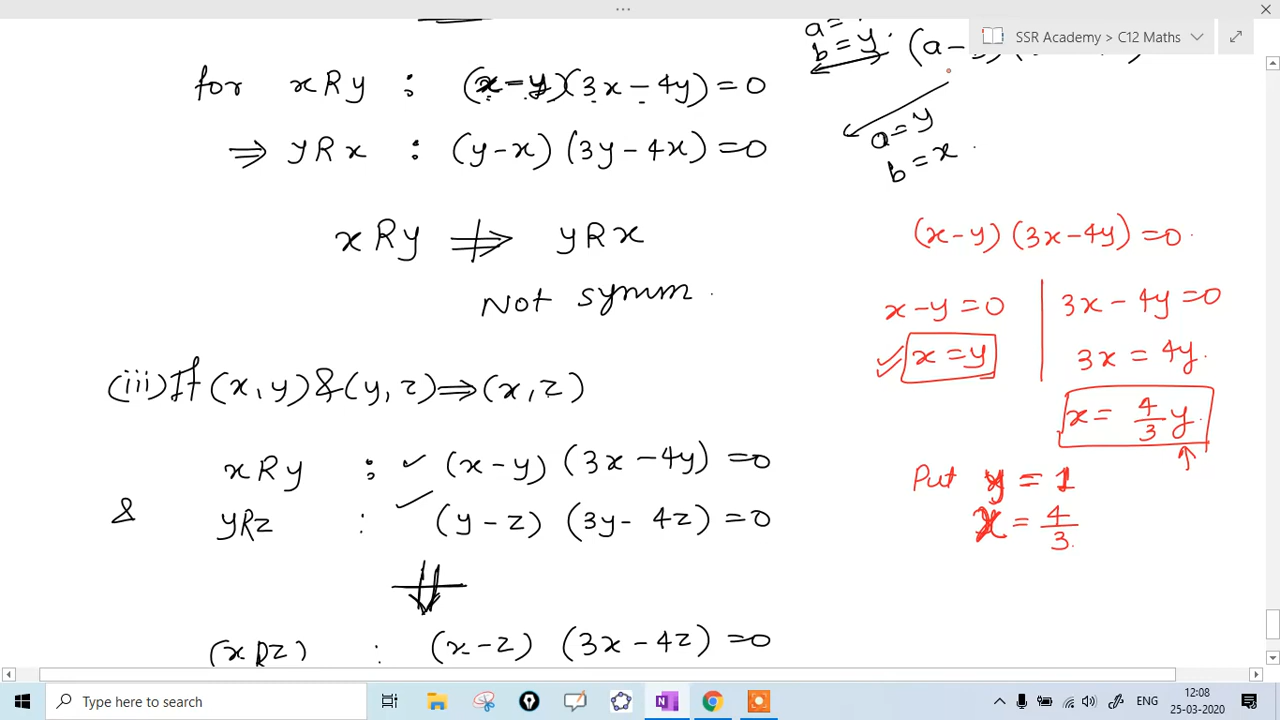 SSR Academy > C12 Maths
b = y. (a –
for xRy : (x-y)(3x-4y)=0
a=y
b=x.
⇒ yRx : (y-x)(3y-4x)=0
xRy ⇏ yRx
Not symm.
(x-y)(3x-4y)=0.
x-y=0 | 3x-4y=0
✓ x=y
3x=4y.
x= 4/3 y.
(iii) If (x,y)&(y,z)⇒(x,z)
xRy : ✓ (x-y)(3x-4y)=0
& yRz : ✓ (y-z)(3y-4z)=0
Put y=1
x=4/3.
(xRz) : (x-z)(3x-4z)=0
Type here to search
ENG
12:08
25-03-2020